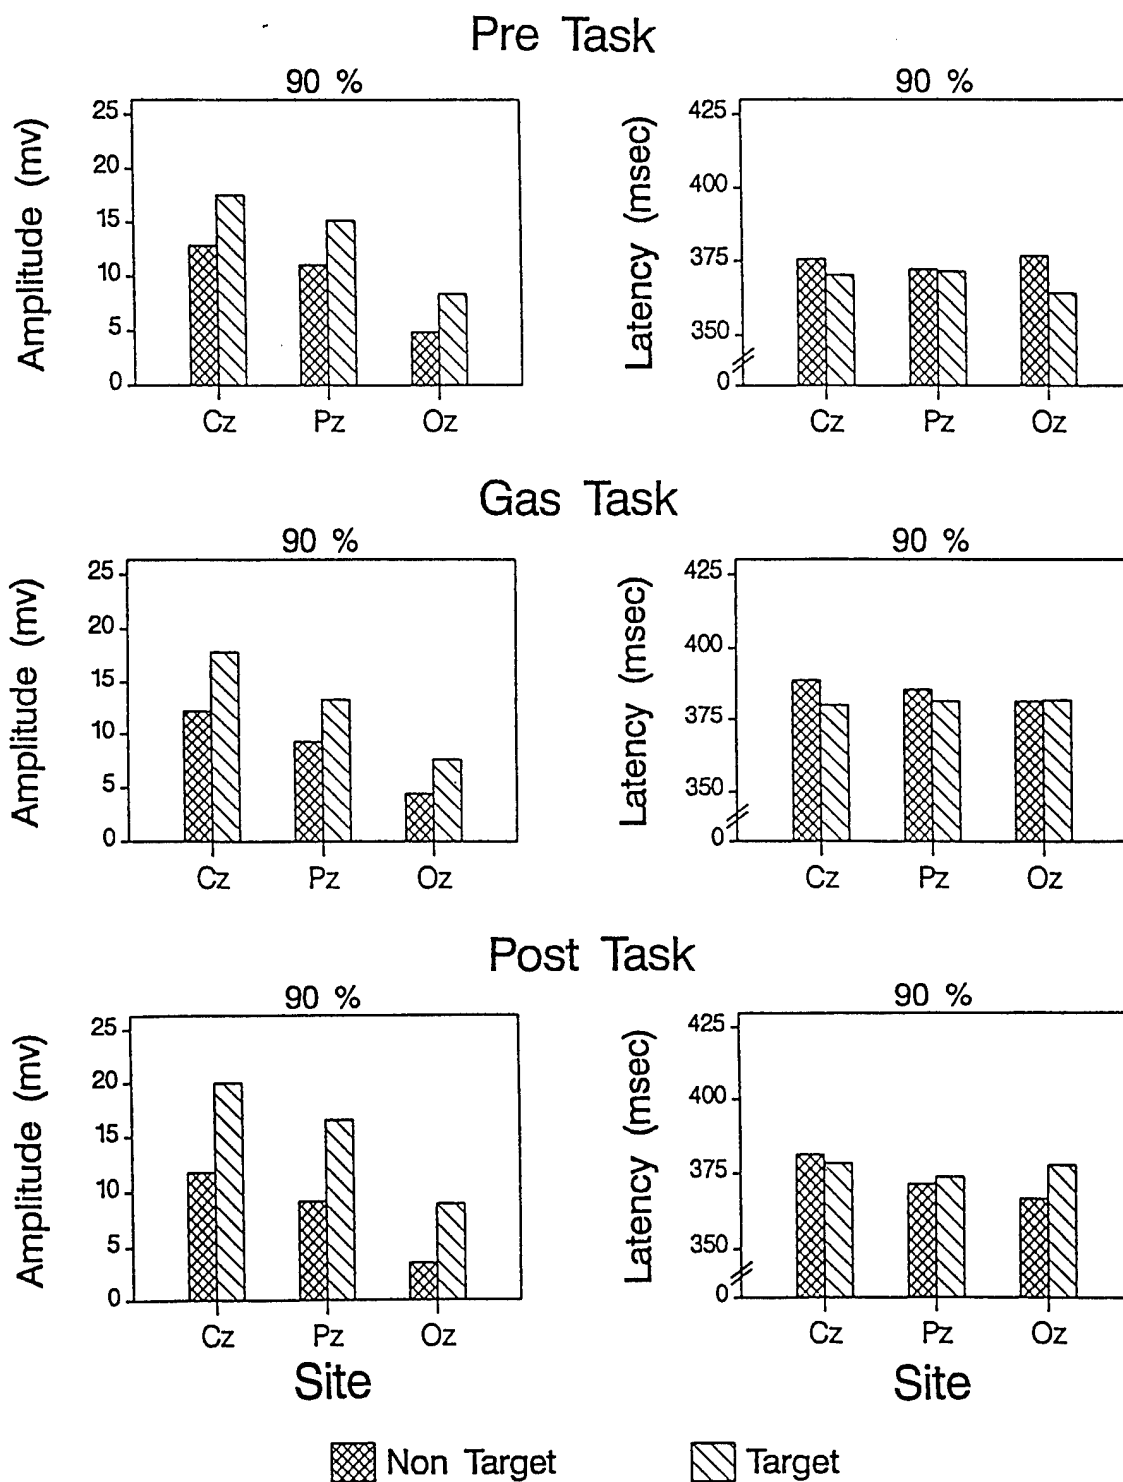 Pre Task
90 %
90 %
Amplitude (mv)
25
20
15
10
5
0
Cz Pz Oz
Latency (msec)
425
400
375
350
0
Cz Pz Oz
Gas Task
90 %
90 %
Amplitude (mv)
25
20
15
10
5
0
Cz Pz Oz
Latency (msec)
425
400
375
350
0
Cz Pz Oz
Post Task
90 %
90 %
Amplitude (mv)
25
20
15
10
5
0
Cz Pz Oz
Site
Latency (msec)
425
400
375
350
0
Cz Pz Oz
Site
Non Target
Target